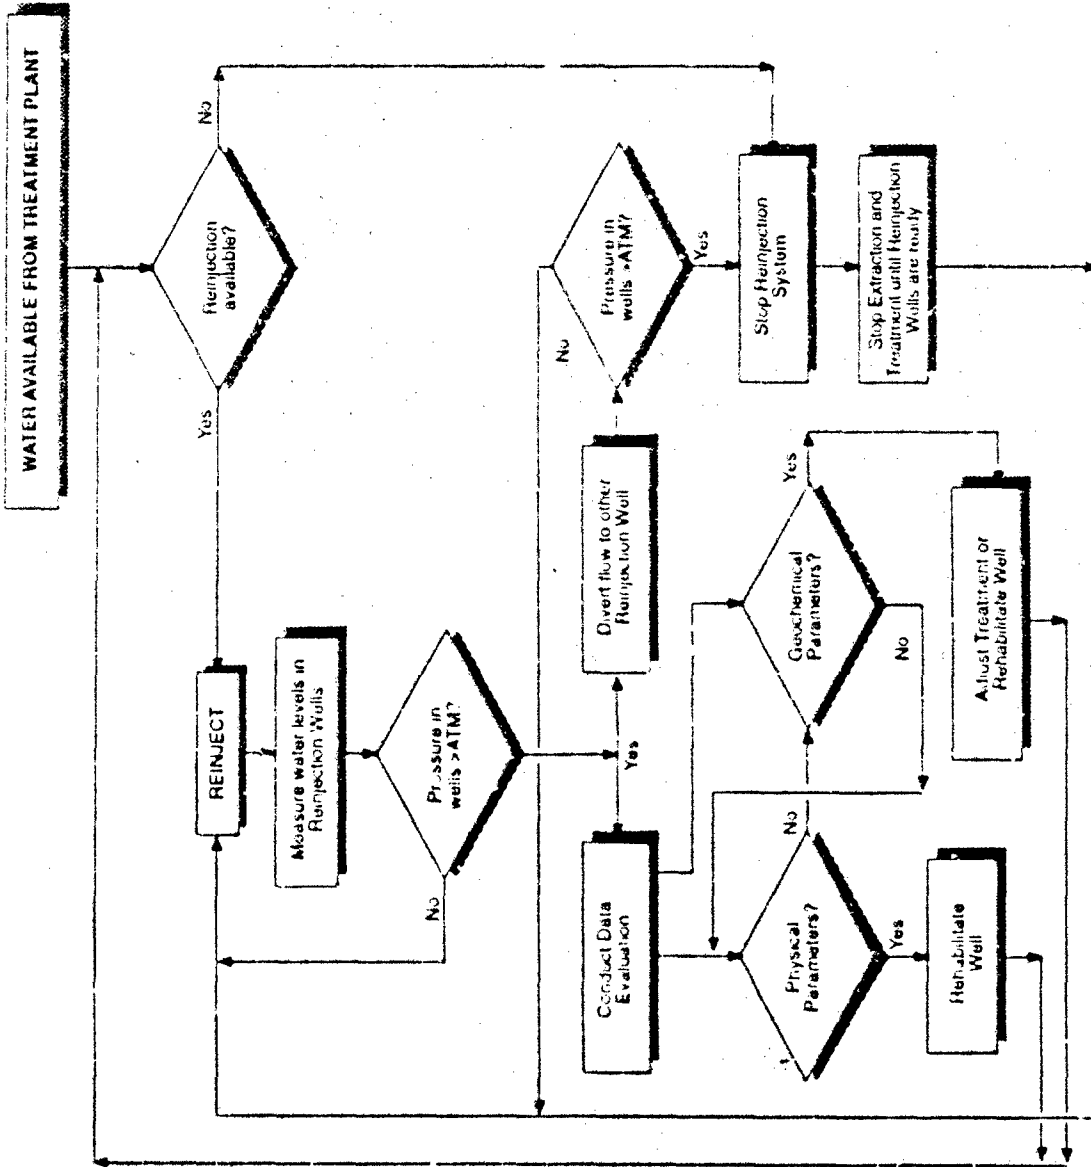 WATER AVAILABLE FROM TREATMENT PLANT
Reinjection
available?
No
Yes
REINJECT
Measure water levels in
Reinjection Wells
Pressure in
wells >ATM?
No
Yes
Divert flow to other
Reinjection Well
Pressure in
wells >ATM?
No
Yes
Stop Reinjection
System
Stop Extraction and
Treatment until Reinjection
Wells are ready
Conduct Data
Evaluation
Geochemical
Parameters?
Yes
No
Physical
Parameters?
No
Yes
Adjust Treatment or
Rehabilitate Well
Rehabilitate
Well